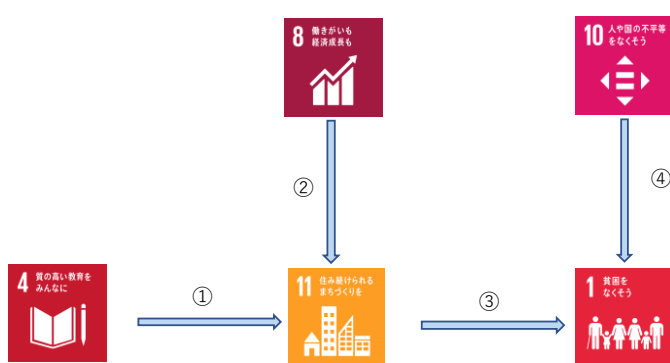 8 働きがいも
経済成長も
10 人や国の不平等
をなくそう
②
④
4 質の高い教育を
みんなに
①
11 住み続けられる
まちづくりを
③
1 貧困を
なくそう